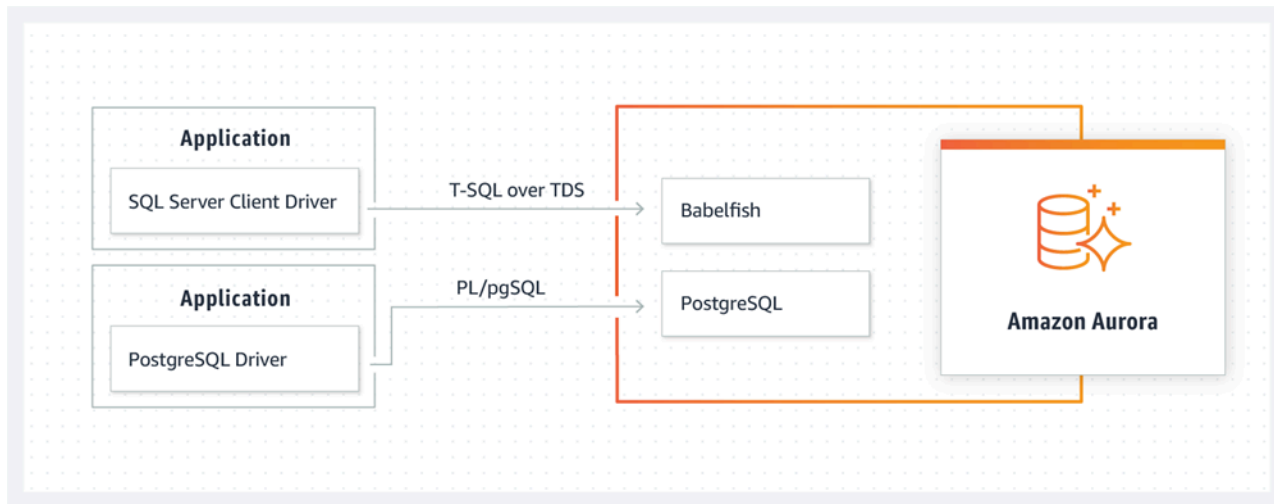 Application
SQL Server Client Driver
T-SQL over TDS
Babelfish
Application
PostgreSQL Driver
PL/pgSQL
PostgreSQL
Amazon Aurora